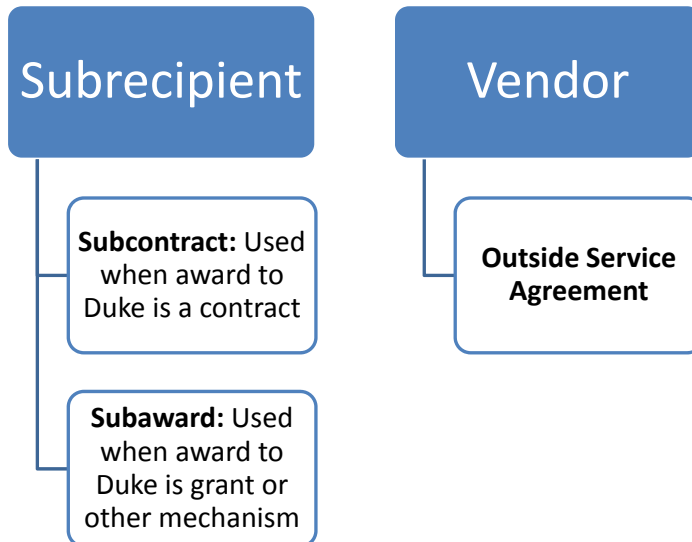 Subrecipient
Subcontract: Used
when award to
Duke is a contract
Subaward: Used
when award to
Duke is grant or
other mechanism
Vendor
Outside Service
Agreement